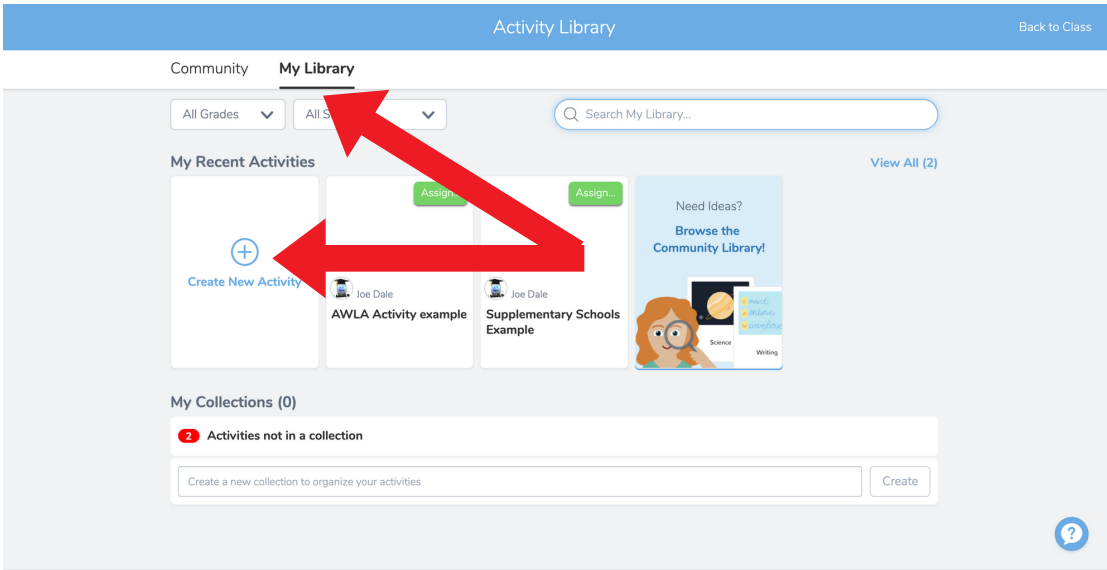 Activity Library
Back to Class
Community
My Library
All Grades
All S
Search My Library...
My Recent Activities
View All (2)
Create New Activity
Assign...
Joe Dale
AWLA Activity example
Assign...
Joe Dale
Supplementary Schools
Example
Need Ideas?
Browse the
Community Library!
Science
Writing
My Collections (0)
2 Activities not in a collection
Create a new collection to organize your activities
Create
?